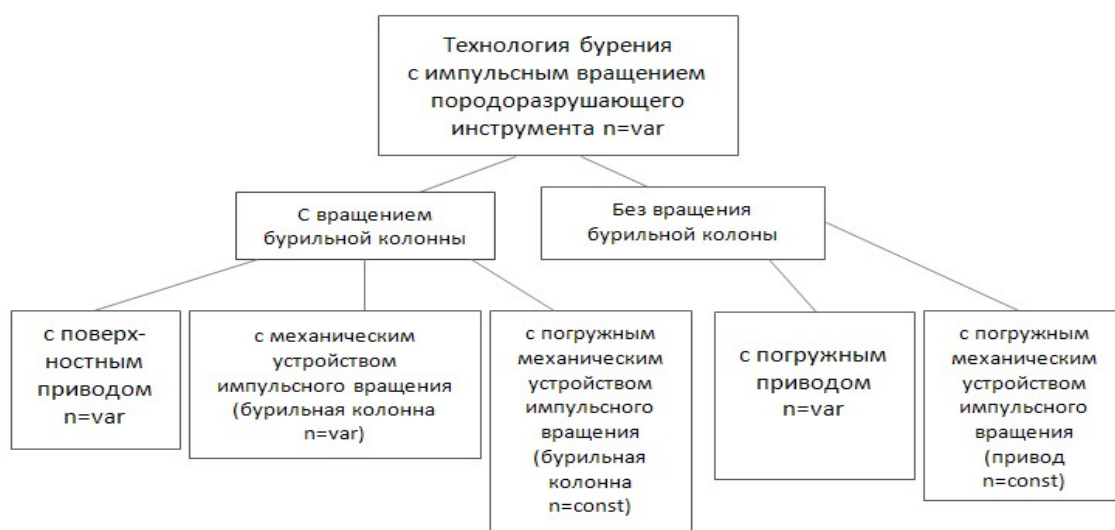 Технология бурения
с импульсным вращением
породоразрушающего
инструмента n=var
С вращением
бурильной колонны
Без вращения
бурильной колоны
с поверх-
ностным
приводом
n=var
с механическим
устройством
импульсного вращения
(бурильная колонна
n=var)
с погружным
механическим
устройством
импульсного
вращения
(бурильная
колонна
n=const)
с погружным
приводом
n=var
с погружным
механическим
устройством
импульсного
вращения
(привод
n=const)